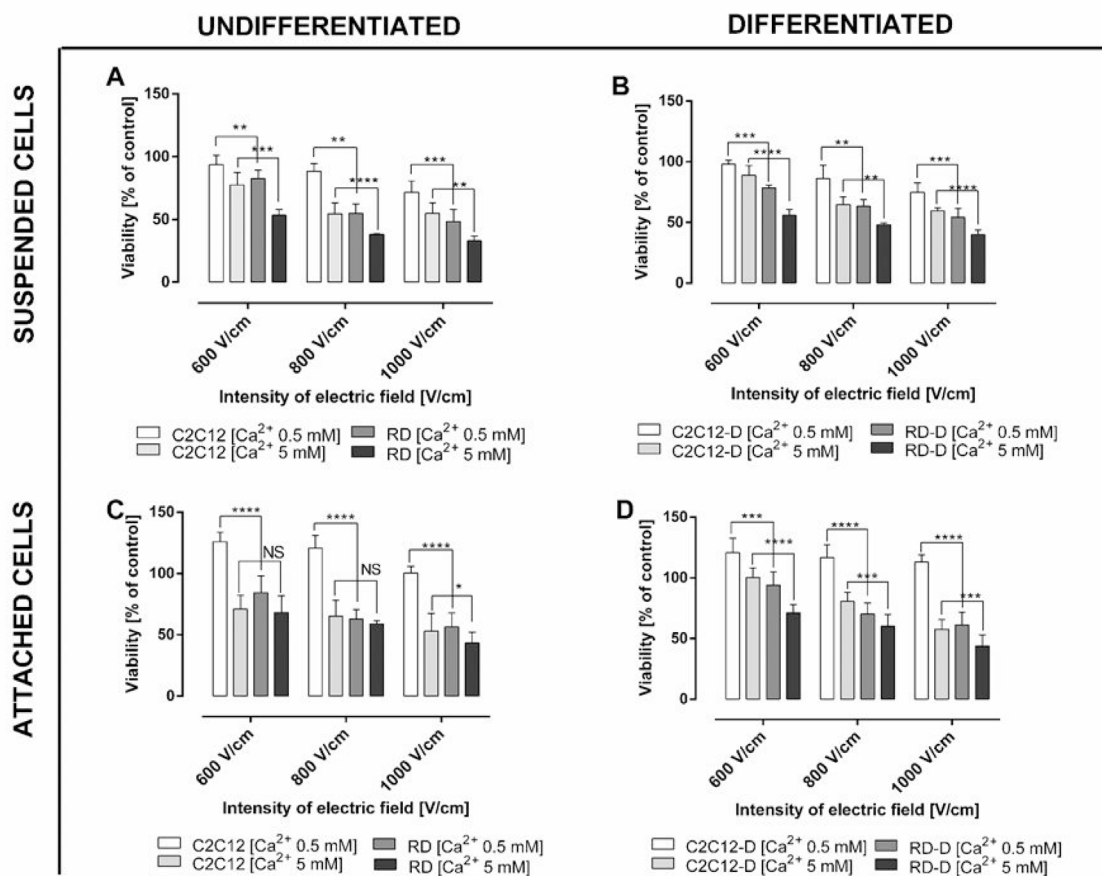 UNDIFFERENTIATED
DIFFERENTIATED
SUSPENDED CELLS
A
Viability [% of control]
150
100
50
0
**
***
**
****
***
**
600 V/cm
800 V/cm
1000 V/cm
Intensity of electric field [V/cm]
C2C12 [Ca2+ 0.5 mM]
RD [Ca2+ 0.5 mM]
C2C12 [Ca2+ 5 mM]
RD [Ca2+ 5 mM]
B
Viability [% of control]
150
100
50
0
***
****
**
**
***
****
600 V/cm
800 V/cm
1000 V/cm
Intensity of electric field [V/cm]
C2C12-D [Ca2+ 0.5 mM]
RD-D [Ca2+ 0.5 mM]
C2C12-D [Ca2+ 5 mM]
RD-D [Ca2+ 5 mM]
ATTACHED CELLS
C
Viability [% of control]
150
100
50
0
****
NS
****
NS
****
*
600 V/cm
800 V/cm
1000 V/cm
Intensity of electric field [V/cm]
C2C12 [Ca2+ 0.5 mM]
RD [Ca2+ 0.5 mM]
C2C12 [Ca2+ 5 mM]
RD [Ca2+ 5 mM]
D
Viability [% of control]
150
100
50
0
***
****
****
***
****
***
600 V/cm
800 V/cm
1000 V/cm
Intensity of electric field [V/cm]
C2C12-D [Ca2+ 0.5 mM]
RD-D [Ca2+ 0.5 mM]
C2C12-D [Ca2+ 5 mM]
RD-D [Ca2+ 5 mM]